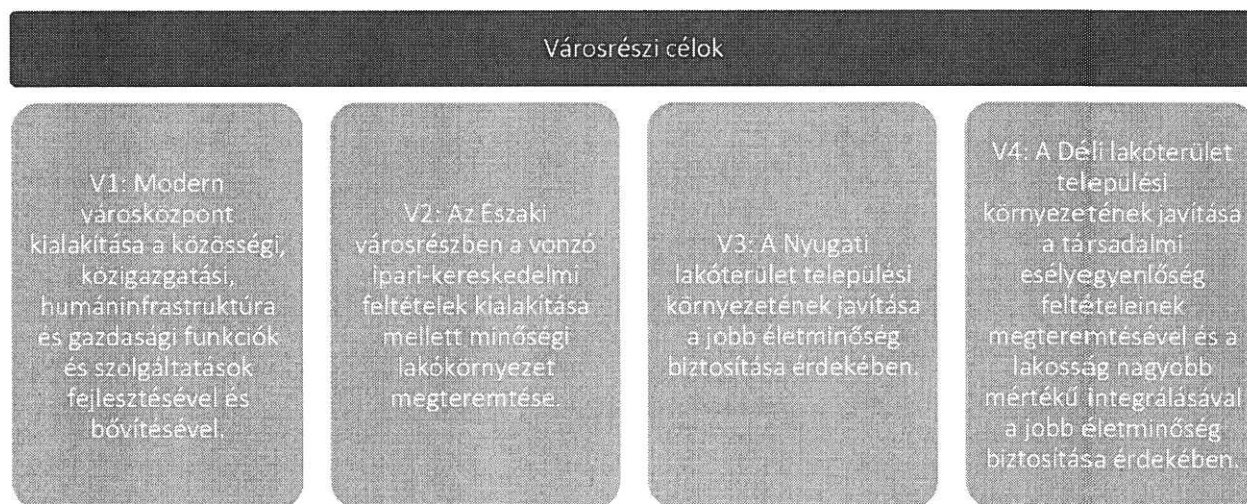 Városrészi célok
V1: Modern
városközpont
kialakítása a közösségi,
közigazgatási,
humáninfrastruktúra
és gazdasági funkciók
és szolgáltatások
fejlesztésével és
bővítésével.
V2: Az Északi
városrészben a vonzó
ipari-kereskedelmi
feltételek kialakítása
mellett minőségi
lakókörnyezet
megteremtése.
V3: A Nyugati
lakóterület települési
környezetének javítása
a jobb életminőség
biztosítása érdekében.
V4: A Déli lakóterület
települési
környezetének javítása
a társadalmi
esélyegyenlőség
feltételeinek
megteremtésével és a
lakosság nagyobb
mértékű integrálásával
a jobb életminőség
biztosítása érdekében.